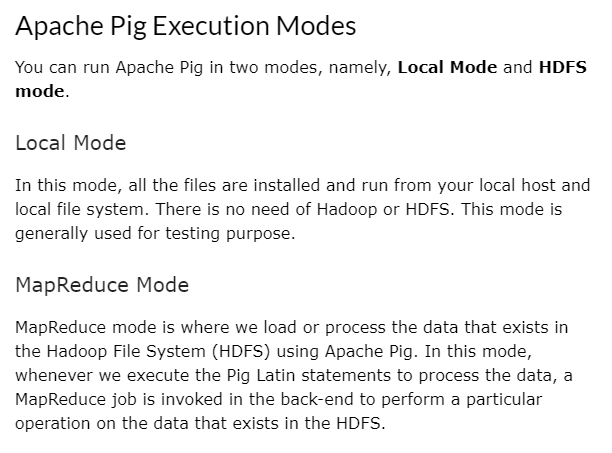 Apache Pig Execution Modes
You can run Apache Pig in two modes, namely, Local Mode and HDFS
mode.
Local Mode
In this mode, all the files are installed and run from your local host and
local file system. There is no need of Hadoop or HDFS. This mode is
generally used for testing purpose.
MapReduce Mode
MapReduce mode is where we load or process the data that exists in
the Hadoop File System (HDFS) using Apache Pig. In this mode,
whenever we execute the Pig Latin statements to process the data, a
MapReduce job is invoked in the back-end to perform a particular
operation on the data that exists in the HDFS.